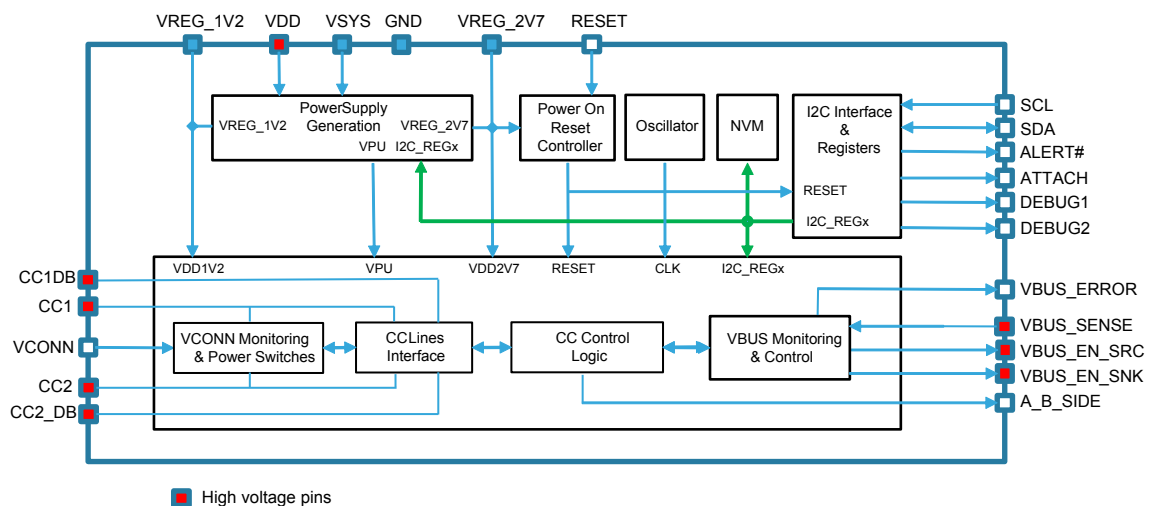 VREG_1V2
VDD
VSYS
GND
VREG_2V7
RESET
PowerSupply
Generation
VREG_1V2
VREG_2V7
VPU
I2C_REGx
Power On
Reset
Controller
Oscillator
NVM
I2C Interface
&
Registers
RESET
I2C_REGx
SCL
SDA
ALERT#
ATTACH
DEBUG1
DEBUG2
VDD1V2
VPU
VDD2V7
RESET
CLK
I2C_REGx
CC1DB
CC1
VCONN
CC2
CC2_DB
VCONN Monitoring
& Power Switches
CCLines
Interface
CC Control
Logic
VBUS Monitoring
& Control
VBUS_ERROR
VBUS_SENSE
VBUS_EN_SRC
VBUS_EN_SNK
A_B_SIDE
High voltage pins